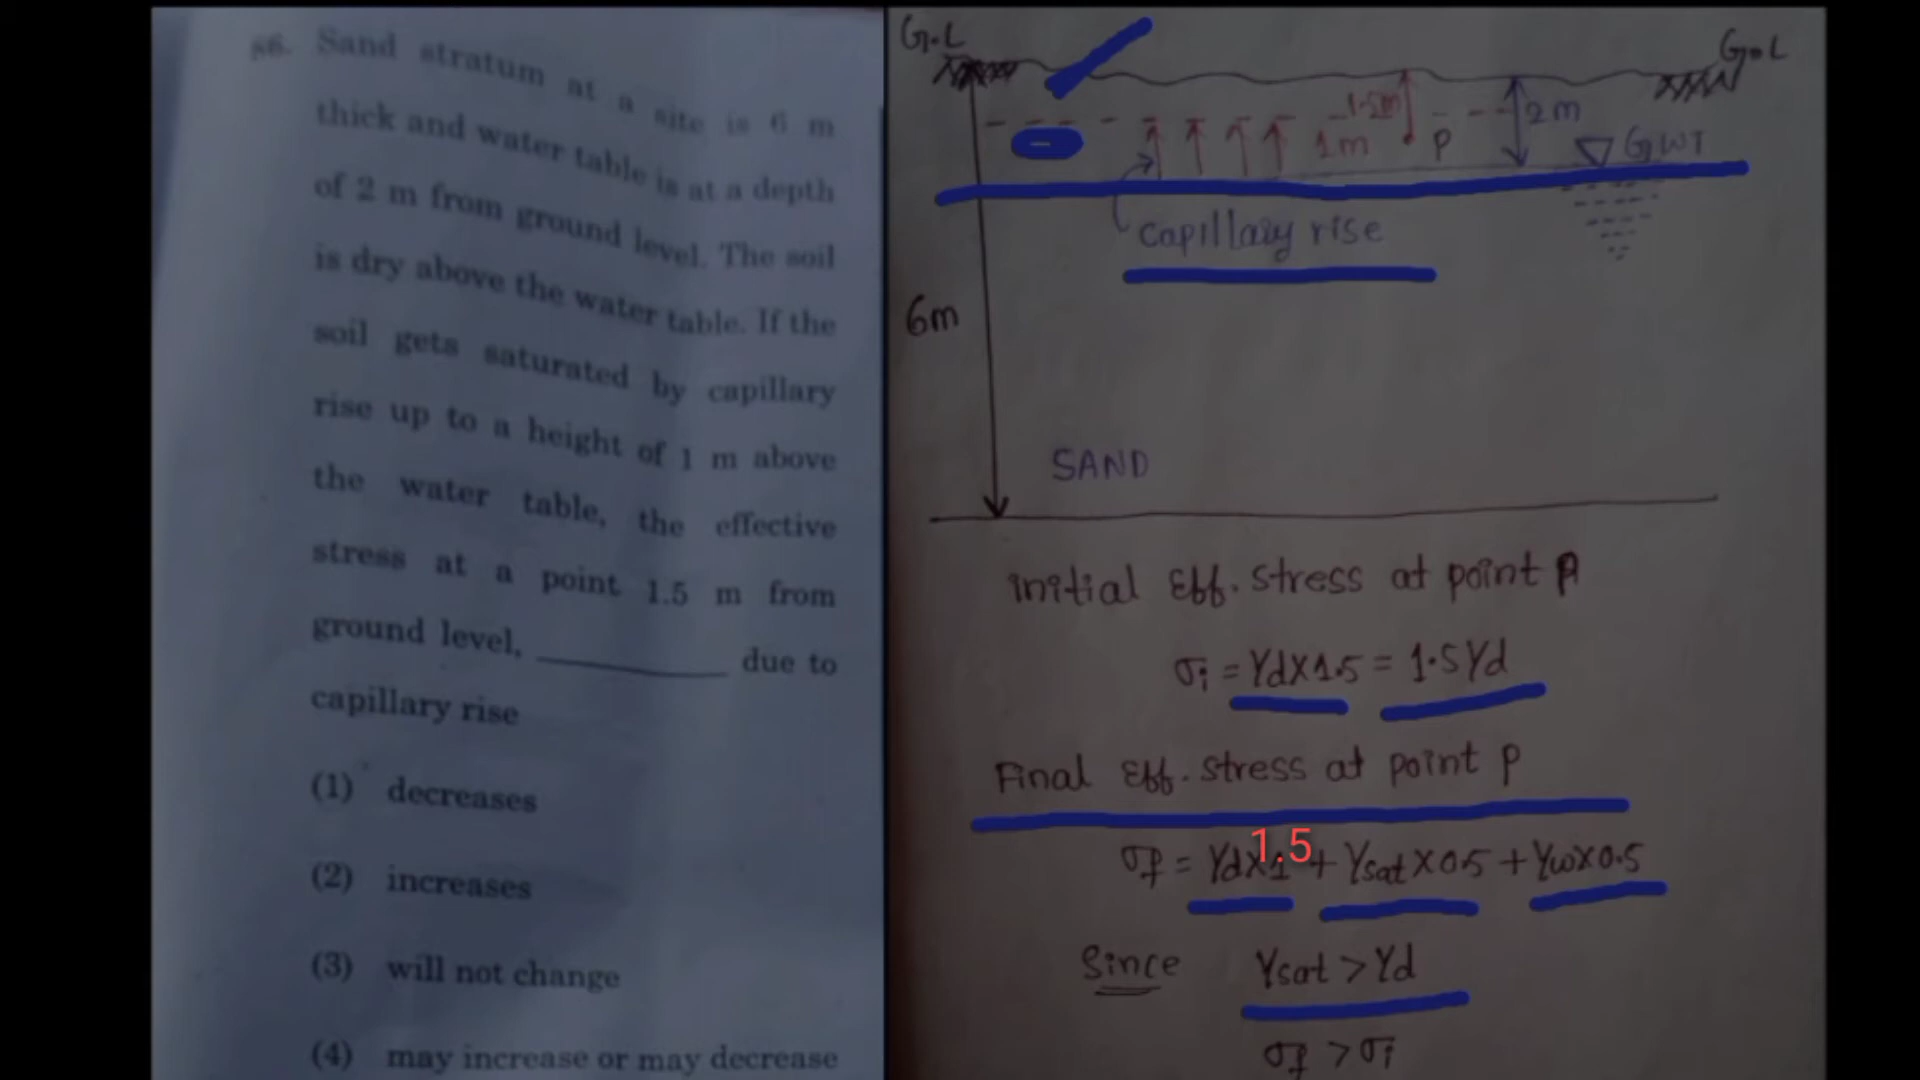 86. Sand stratum at a site is 6 m
thick and water table is at a depth
of 2 m from ground level. The soil
is dry above the water table. If the
soil gets saturated by capillary
rise up to a height of 1 m above
the water table, the effective
stress at a point 1.5 m from
ground level, __________ due to
capillary rise
(1) decreases
(2) increases
(3) will not change
(4) may increase or may decrease
G.L
G.L
1.5m
2m
1m
P
GWT
capillary rise
6m
SAND
initial Eff. stress at point P
σi = γd×1.5 = 1.5γd
Final Eff. stress at point P
1.5
σf = γd×1 + γsat×0.5 + γw×0.5
Since γsat > γd
σf > σi